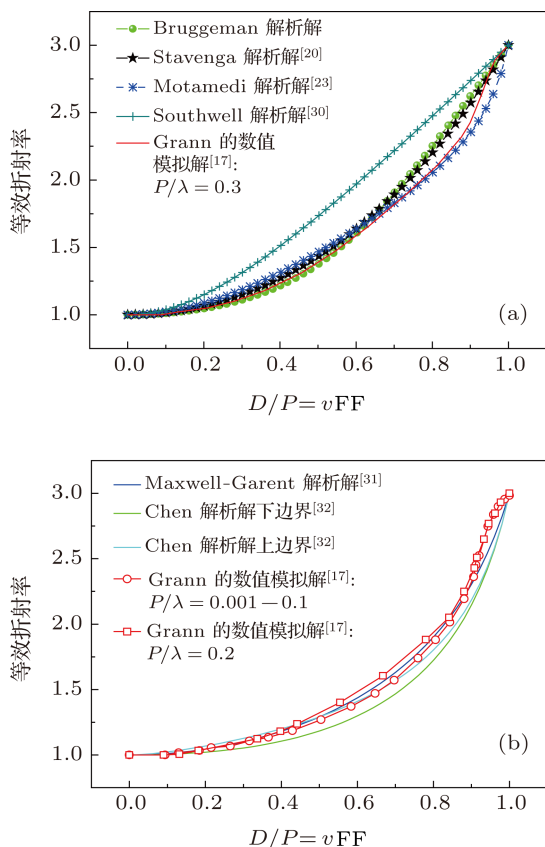 3.0
2.5
2.0
1.5
1.0
等效折射率
Bruggeman 解析解
Stavenga 解析解[20]
Motamedi 解析解[23]
Southwell 解析解[30]
Grann 的数值
模拟解[17]:
P/λ = 0.3
(a)
0.0 0.2 0.4 0.6 0.8 1.0
D/P = vFF
3.0
2.5
2.0
1.5
1.0
等效折射率
Maxwell-Garent 解析解[31]
Chen 解析解下边界[32]
Chen 解析解上边界[32]
Grann 的数值模拟解[17]:
P/λ = 0.001−0.1
Grann 的数值模拟解[17]:
P/λ = 0.2
(b)
0.0 0.2 0.4 0.6 0.8 1.0
D/P = vFF